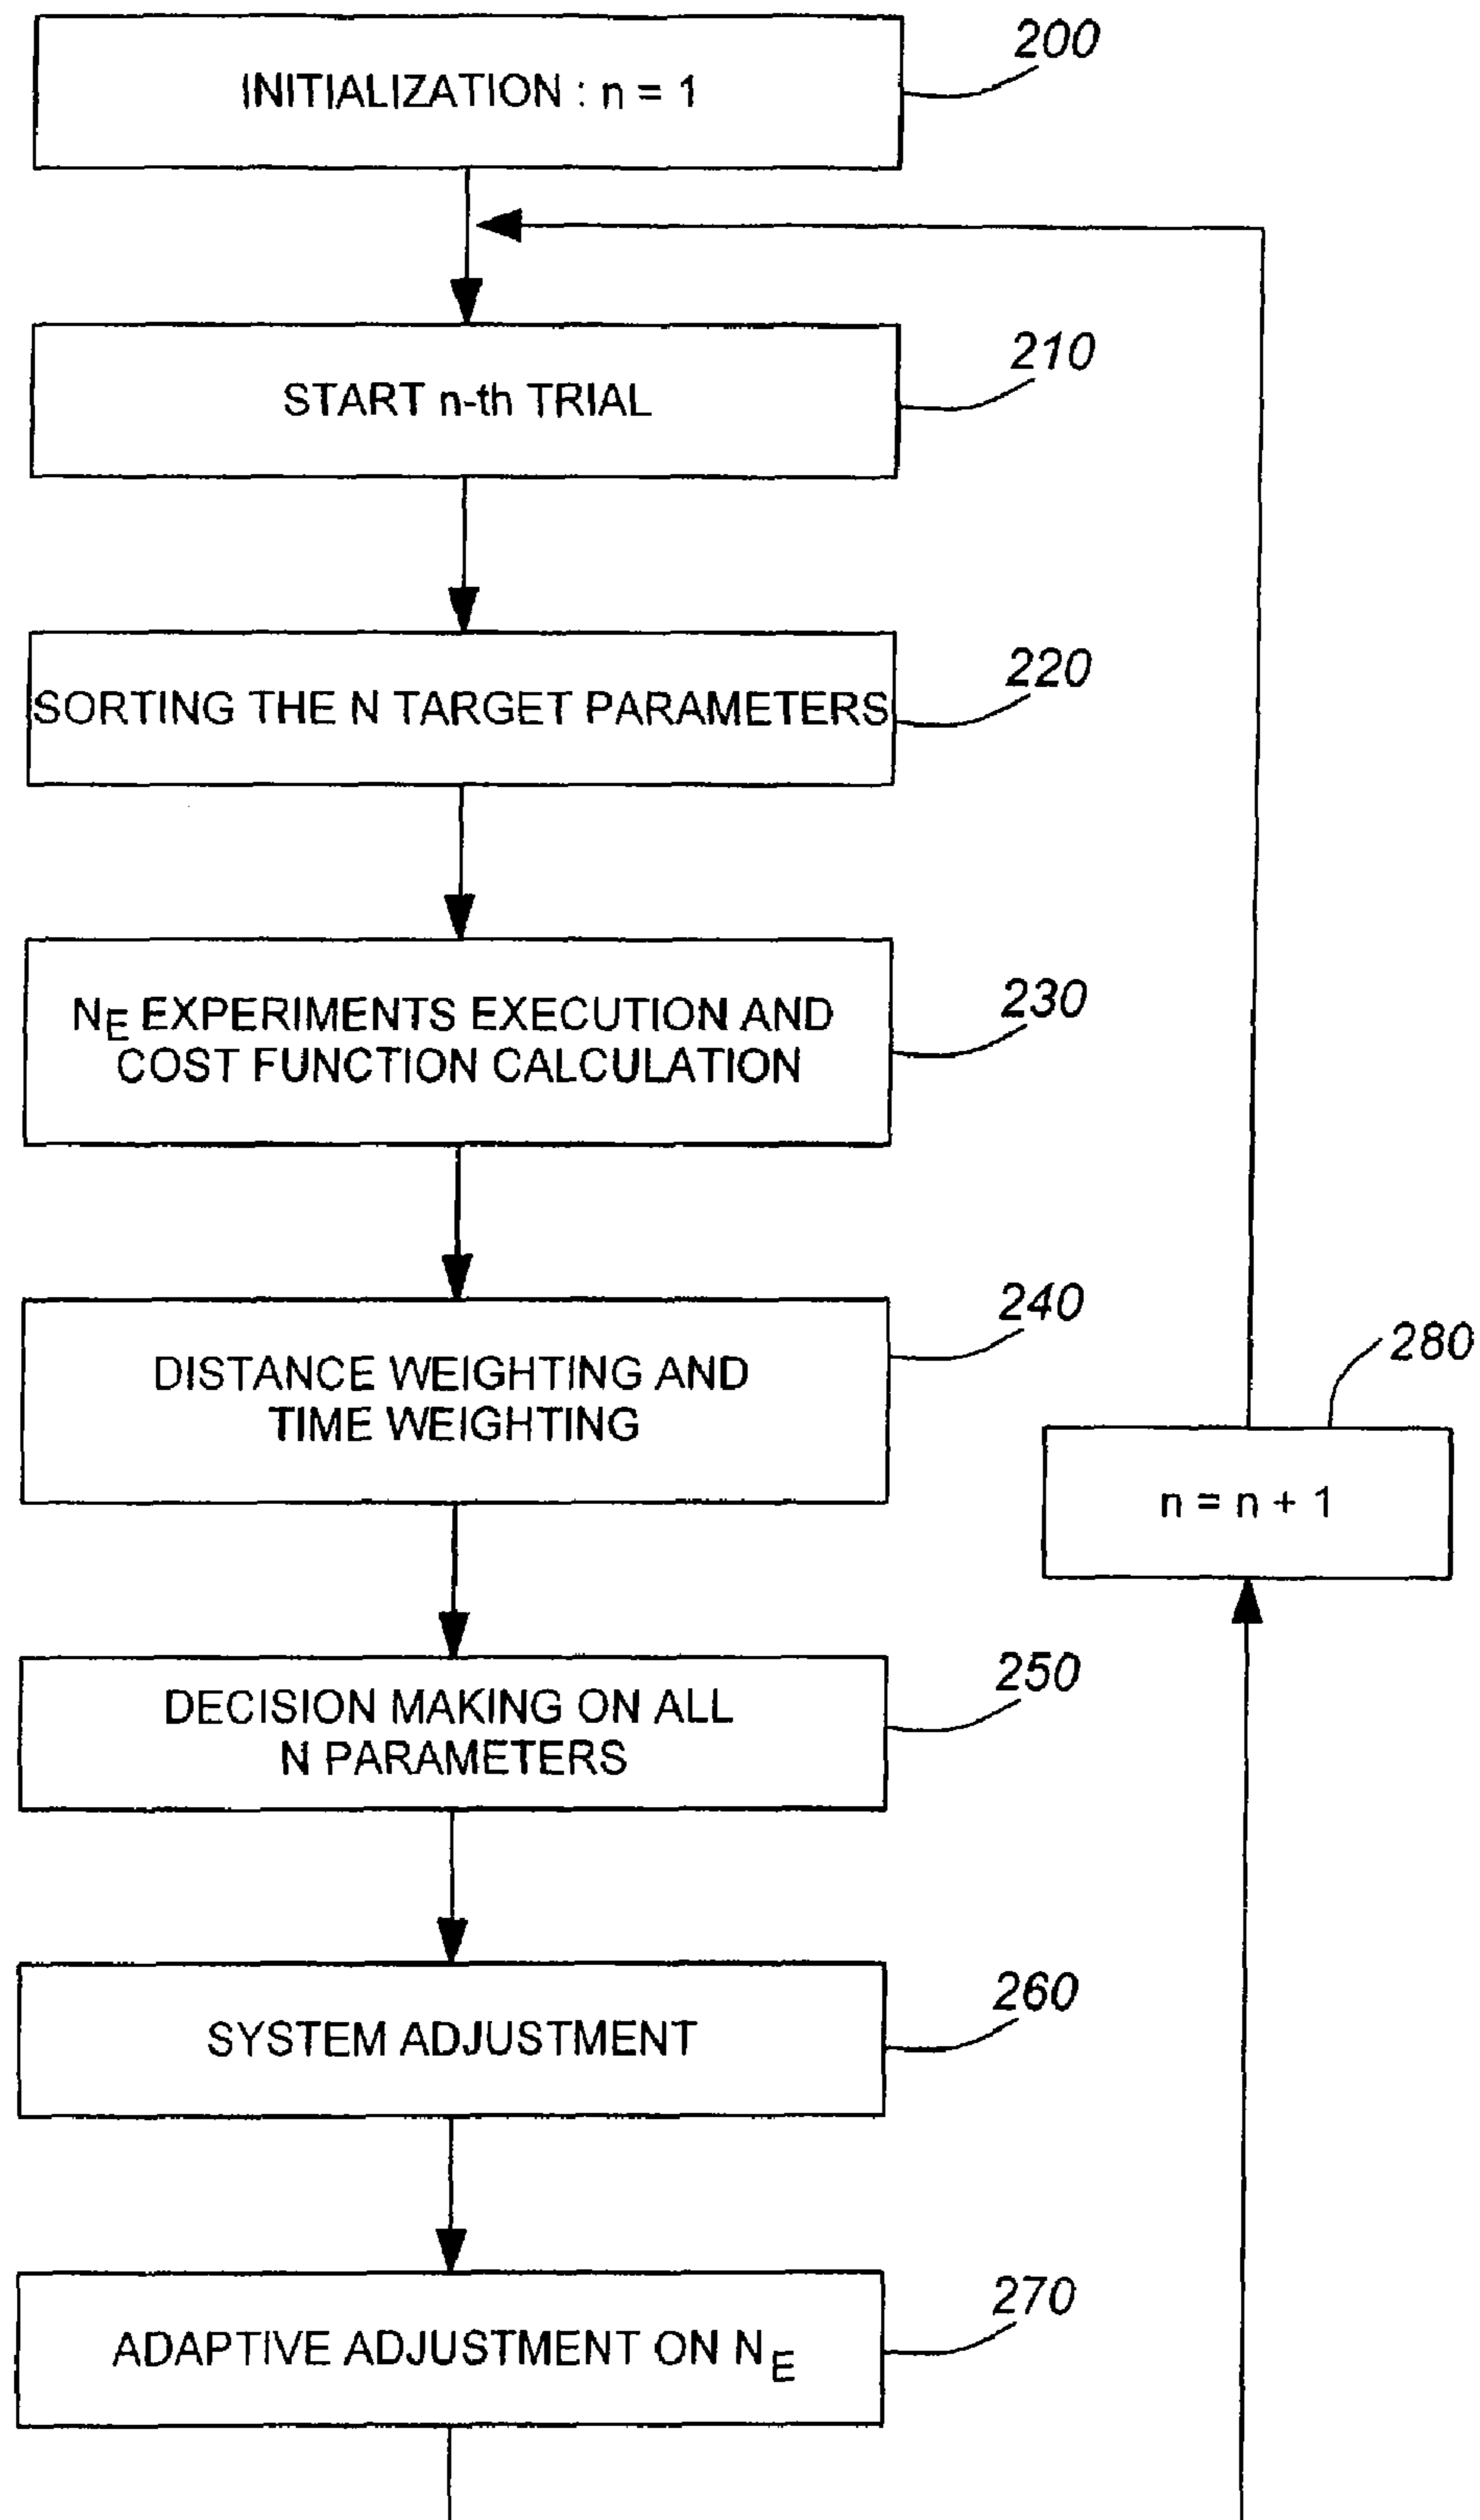 INITIALIZATION : n = 1
200
START n-th TRIAL
210
SORTING THE N TARGET PARAMETERS
220
NE EXPERIMENTS EXECUTION AND
COST FUNCTION CALCULATION
230
DISTANCE WEIGHTING AND
TIME WEIGHTING
240
n = n + 1
280
DECISION MAKING ON ALL
N PARAMETERS
250
SYSTEM ADJUSTMENT
260
ADAPTIVE ADJUSTMENT ON NE
270